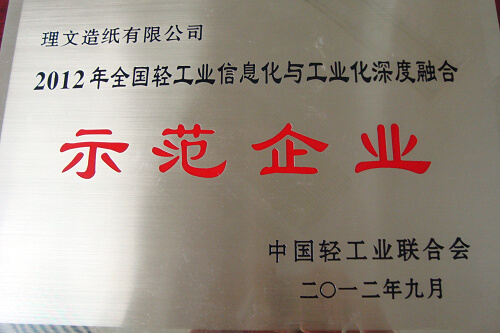 理文造纸有限公司
2012年全国轻工业信息化与工业化深度融合
示范企业
中国轻工业联合会
二〇一二年九月